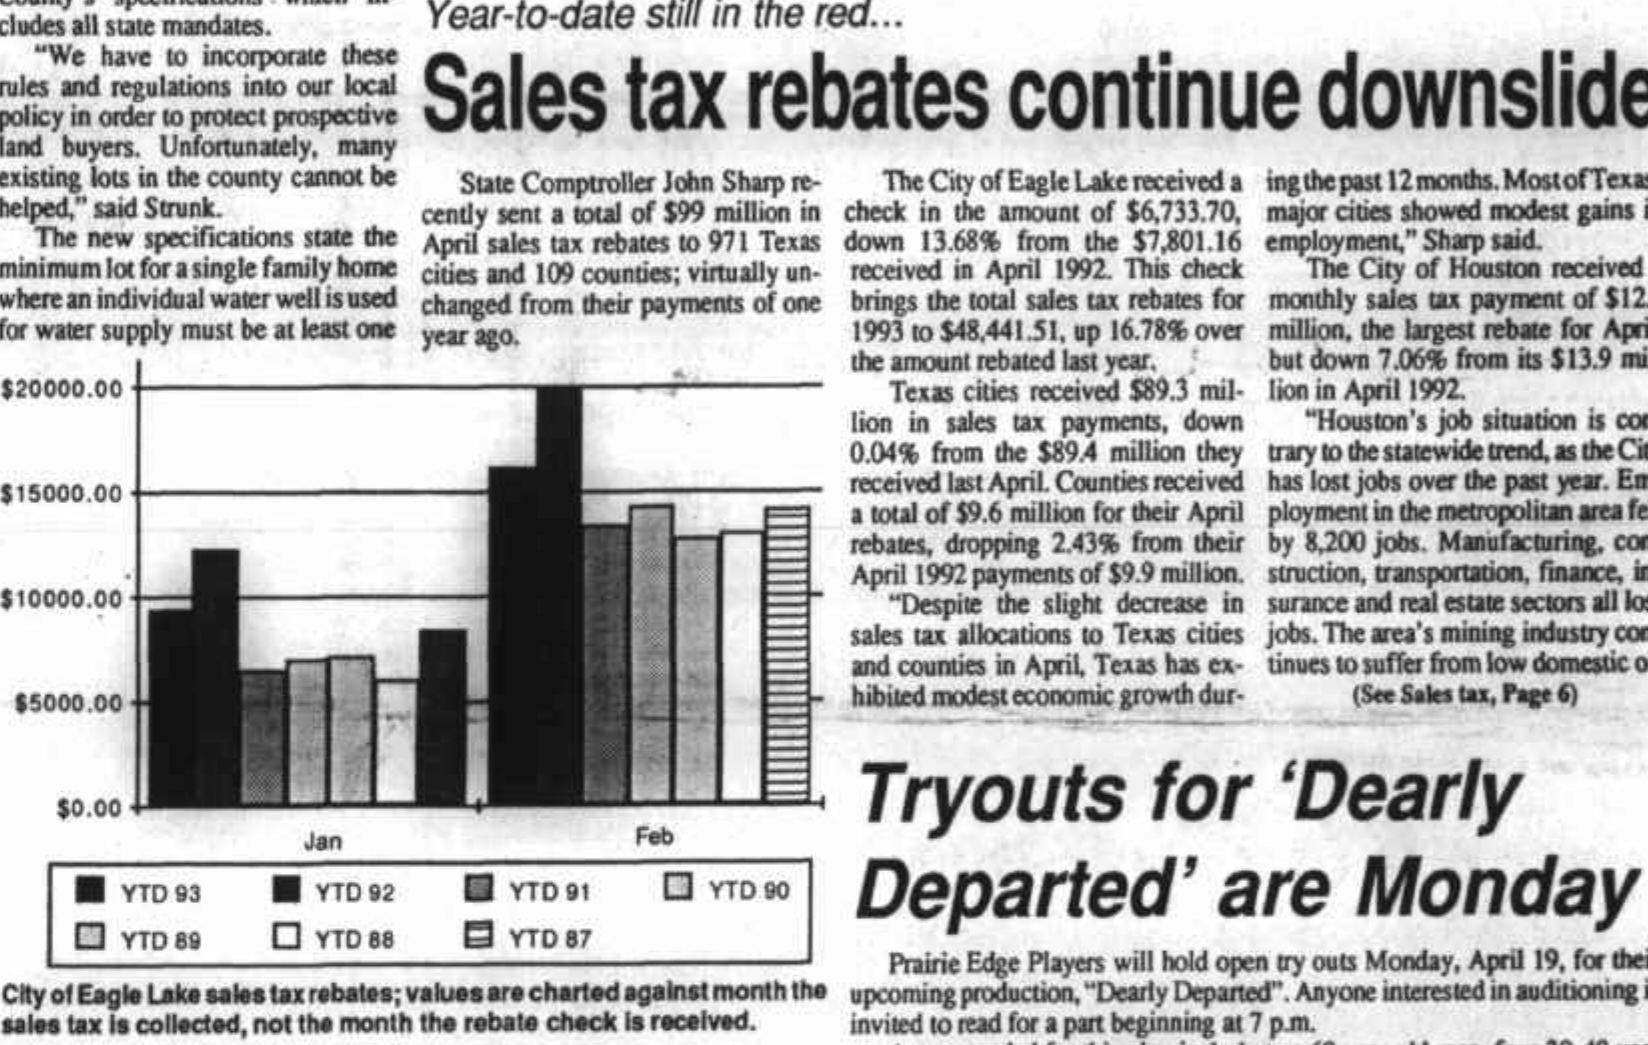 cludes all state mandates.
"We have to incorporate these
rules and regulations into our local
policy in order to protect prospective
land buyers. Unfortunately, many
existing lots in the county cannot be
helped," said Strunk.
The new specifications state the
minimum lot for a single family home
where an individual water well is used
for water supply must be at least one
Year-to-date still in the red...
Sales tax rebates continue downslide
State Comptroller John Sharp re-
cently sent a total of $99 million in
April sales tax rebates to 971 Texas
cities and 109 counties; virtually un-
changed from their payments of one
year ago.
The City of Eagle Lake received a
check in the amount of $6,733.70,
down 13.68% from the $7,801.16
received in April 1992. This check
brings the total sales tax rebates for
1993 to $48,441.51, up 16.78% over
the amount rebated last year.
Texas cities received $89.3 mil-
lion in sales tax payments, down
0.04% from the $89.4 million they
received last April. Counties received
a total of $9.6 million for their April
rebates, dropping 2.43% from their
April 1992 payments of $9.9 million.
"Despite the slight decrease in
sales tax allocations to Texas cities
and counties in April, Texas has ex-
hibited modest economic growth dur-
ing the past 12 months. Most of Texas
major cities showed modest gains
employment," Sharp said.
The City of Houston received
monthly sales tax payment of $12.
million, the largest rebate for Apri
but down 7.06% from its $13.9 mi
lion in April 1992.
"Houston's job situation is con
trary to the statewide trend, as the Cit
has lost jobs over the past year. Em
ployment in the metropolitan area fe
by 8,200 jobs. Manufacturing, con
struction, transportation, finance, in
surance and real estate sectors all los
jobs. The area's mining industry con
tinues to suffer from low domestic o
(See Sales tax, Page 6)
$20000.00
$15000.00
$10000.00
$5000.00
$0.00
Jan Feb
YTD 93 YTD 92 YTD 91 YTD 90
YTD 89 YTD 88 YTD 87
City of Eagle Lake sales tax rebates; values are charted against month the
sales tax is collected, not the month the rebate check is received.
Tryouts for 'Dearly
Departed' are Monday
Prairie Edge Players will hold open try outs Monday, April 19, for thei
upcoming production, "Dearly Departed". Anyone interested in auditioning i
invited to read for a part beginning at 7 p.m.